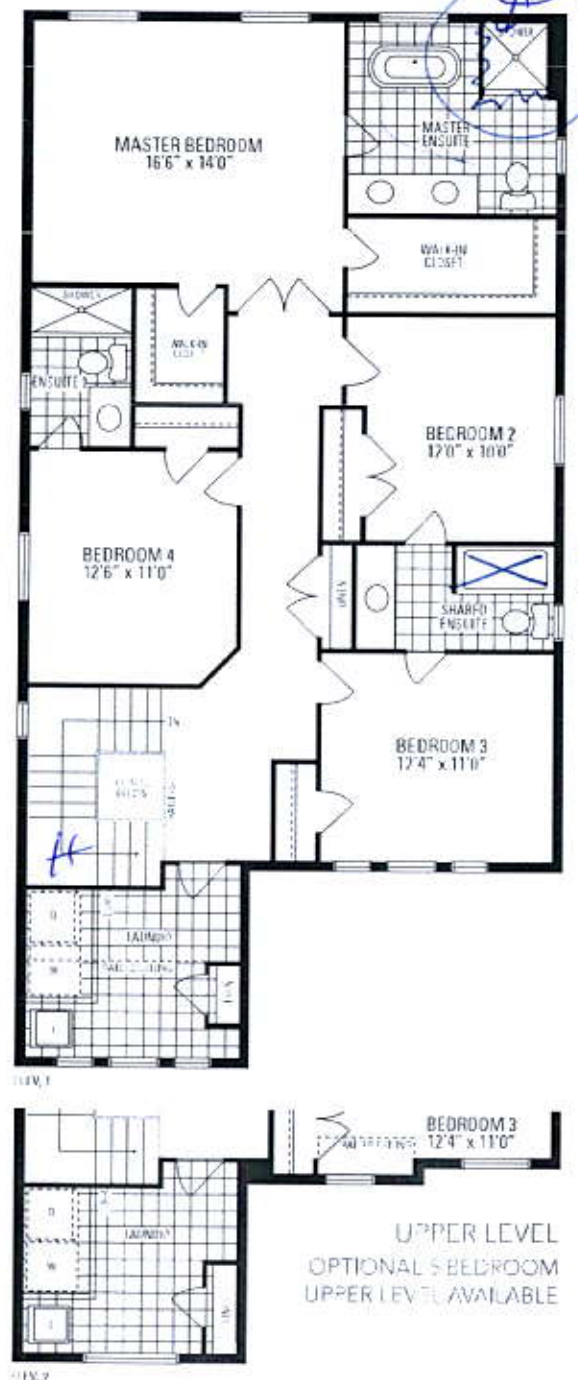 SHOWER
MASTER BEDROOM
16'6" x 14'0"
MASTER
ENSUITE
WALK-IN
CLOSET
SHOWER
WALK-IN
CLOSET
ENSUITE
BEDROOM 2
12'0" x 10'0"
BEDROOM 4
12'6" x 11'0"
LINEN
SHARED
ENSUITE
BEDROOM 3
12'4" x 11'0"
DN
D
LAUNDRY
W
ELEV. 1
BEDROOM 3
12'4" x 11'0"
D
LAUNDRY
W
UPPER LEVEL
OPTIONAL 5 BEDROOM
UPPER LEVEL AVAILABLE
ELEV. 2